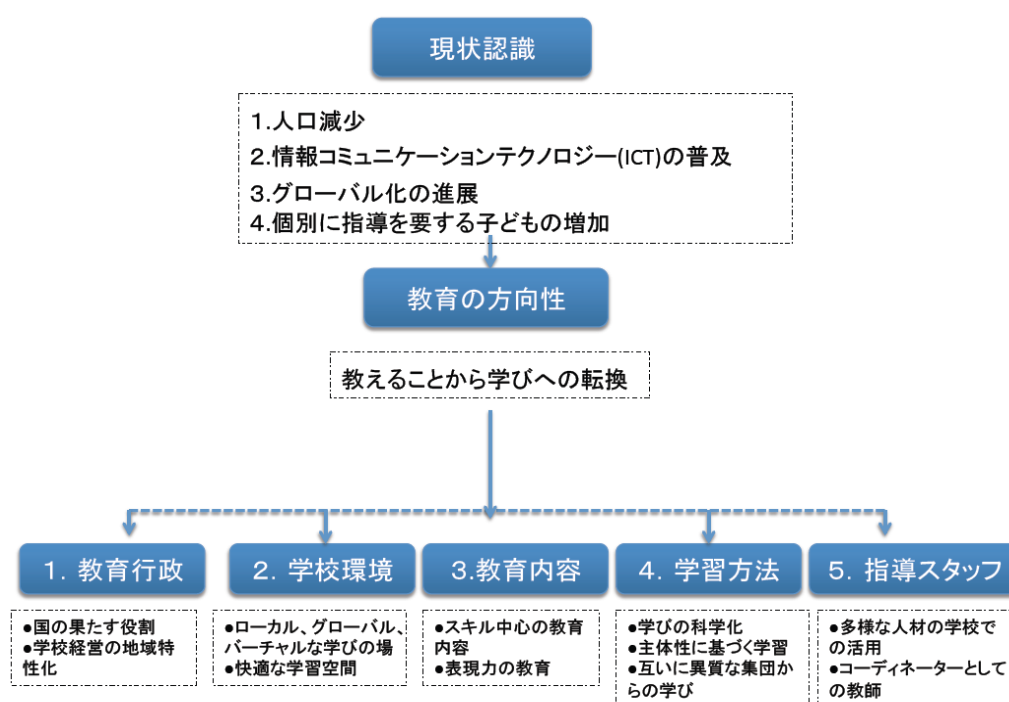 現状認識
1.人口減少
2.情報コミュニケーションテクノロジー(ICT)の普及
3.グローバル化の進展
4.個別に指導を要する子どもの増加
教育の方向性
教えることから学びへの転換
1. 教育行政
●国の果たす役割
●学校経営の地域特
性化
2. 学校環境
●ローカル、グローバル、
バーチャルな学びの場
●快適な学習空間
3.教育内容
●スキル中心の教育
内容
●表現力の教育
4. 学習方法
●学びの科学化
●主体性に基づく学習
●互いに異質な集団か
らの学び
5. 指導スタッフ
●多様な人材の学校で
の活用
●コーディネーターとして
の教師